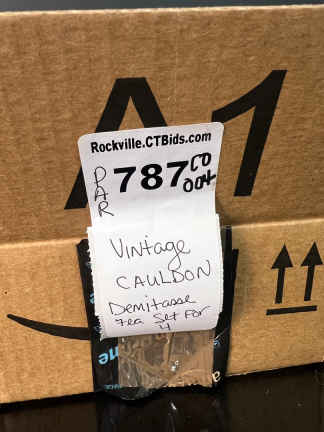 A1
Rockville.CTBids.com
PAR 787 CO
004
Vintage
CAULDON
Demitasse
Tea Set For
4